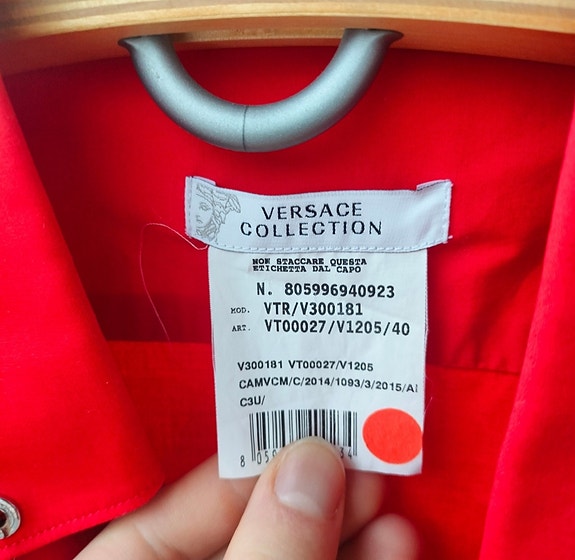 VERSACE
COLLECTION
NON STACCARE QUESTA
ETICHETTA DAL CAPO
N. 805996940923
MOD. VTR/V300181
ART. VT00027/V1205/40
V300181 VT00027/V1205
CAMVCM/C/2014/1093/3/2015/A
C3U/
8